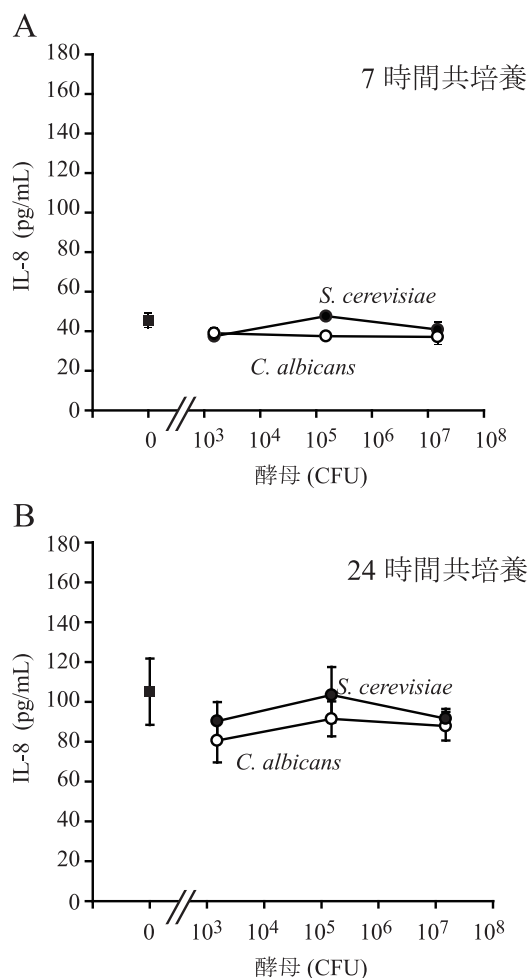 A
7 時間共培養
IL-8 (pg/mL)
180
160
140
120
100
80
60
40
20
0
S. cerevisiae
C. albicans
0 10³ 10⁴ 10⁵ 10⁶ 10⁷ 10⁸
酵母 (CFU)
B
24 時間共培養
IL-8 (pg/mL)
180
160
140
120
100
80
60
40
20
0
S. cerevisiae
C. albicans
0 10³ 10⁴ 10⁵ 10⁶ 10⁷ 10⁸
酵母 (CFU)